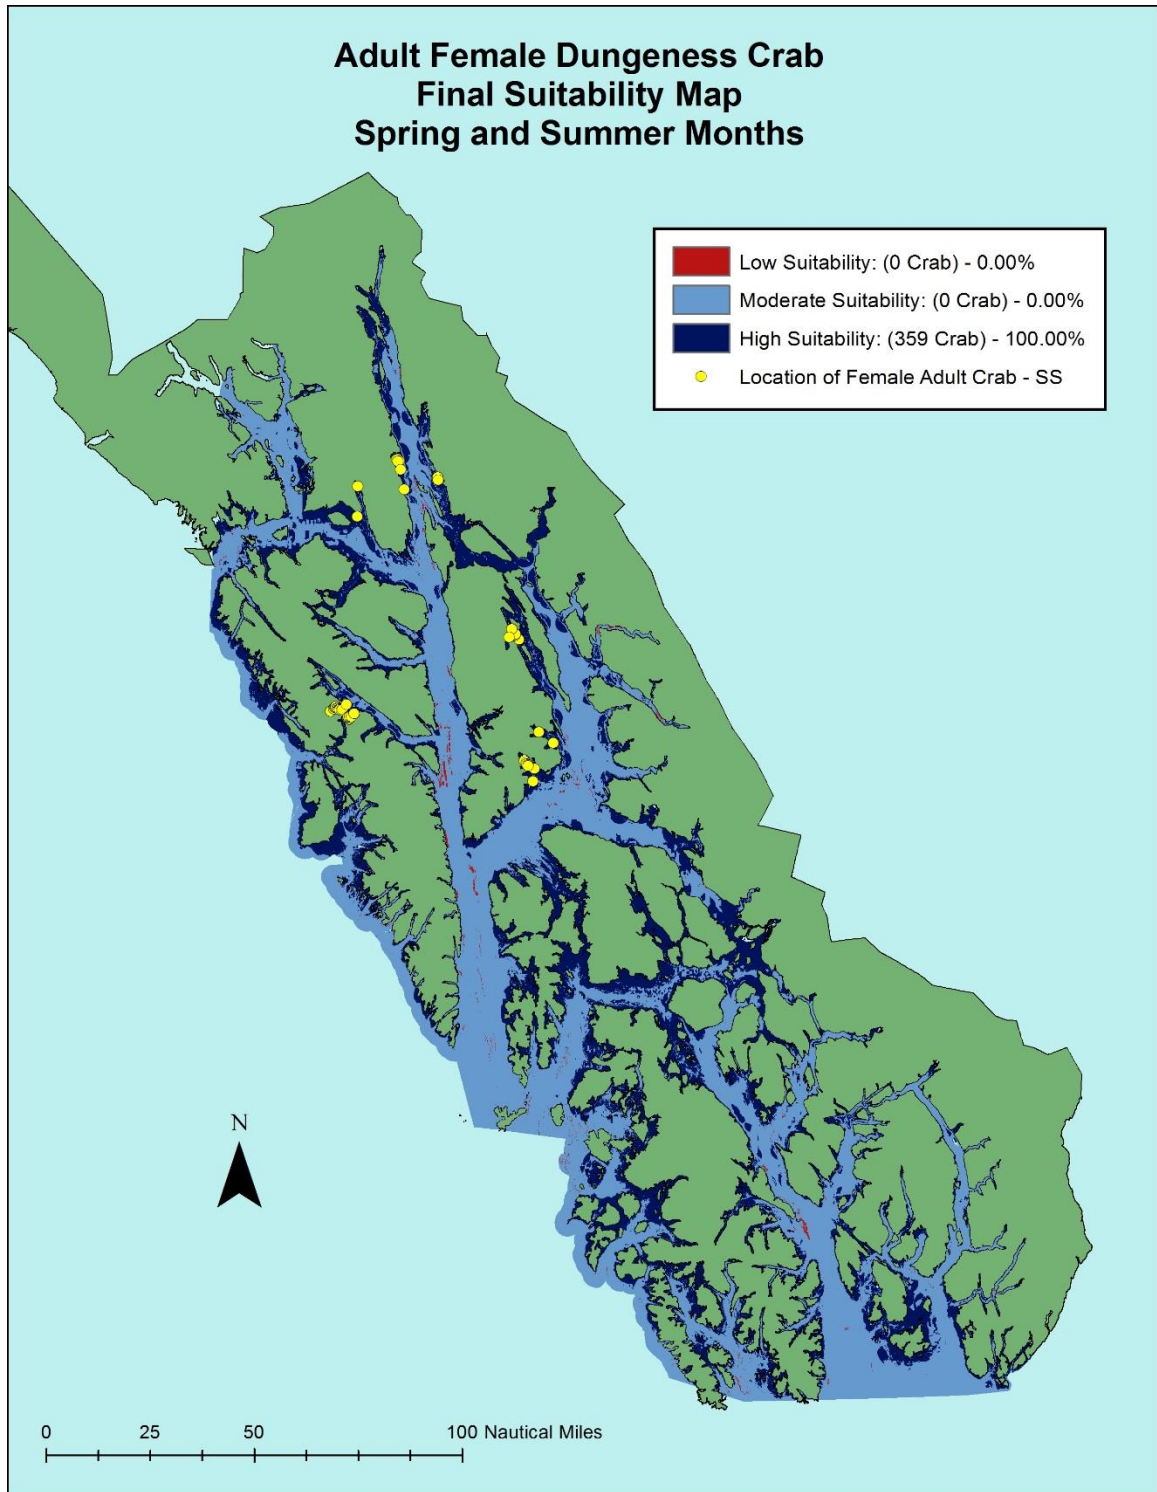 Adult Female Dungeness Crab
Final Suitability Map
Spring and Summer Months
Low Suitability: (0 Crab) - 0.00%
Moderate Suitability: (0 Crab) - 0.00%
High Suitability: (359 Crab) - 100.00%
Location of Female Adult Crab - SS
N
0 25 50 100 Nautical Miles